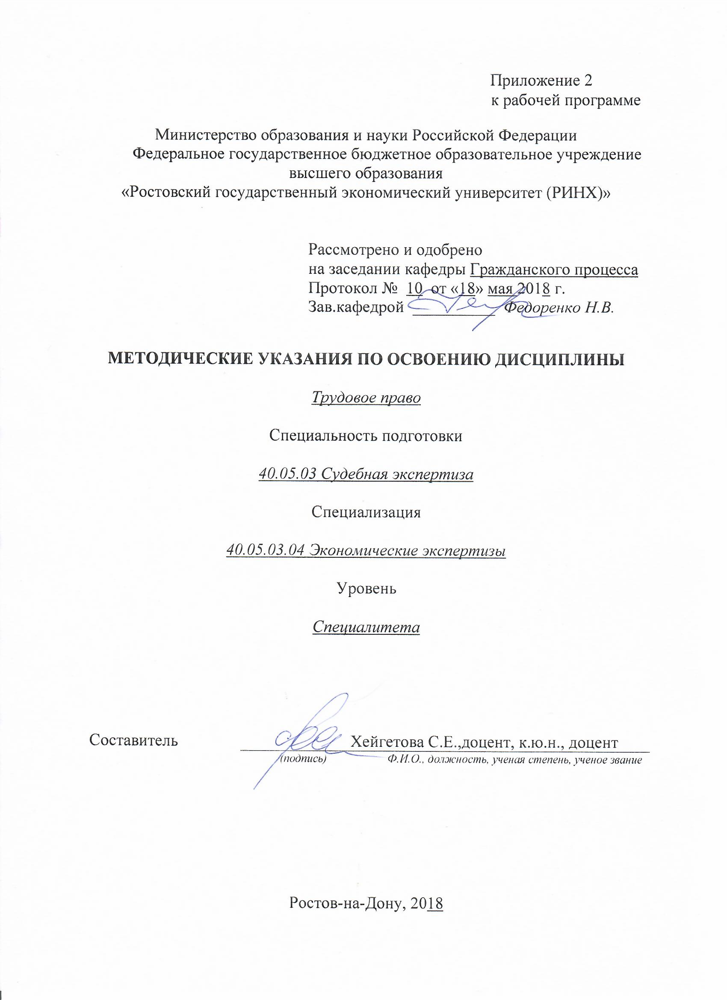 Приложение 2
к рабочей программе
Министерство образования и науки Российской Федерации
Федеральное государственное бюджетное образовательное учреждение
высшего образования
«Ростовский государственный экономический университет (РИНХ)»
Рассмотрено и одобрено
на заседании кафедры Гражданского процесса
Протокол № 10 от «18» мая 2018 г.
Зав.кафедрой __________ Федоренко Н.В.
МЕТОДИЧЕСКИЕ УКАЗАНИЯ ПО ОСВОЕНИЮ ДИСЦИПЛИНЫ
Трудовое право
Специальность подготовки
40.05.03 Судебная экспертиза
Специализация
40.05.03.04 Экономические экспертизы
Уровень
Специалитета
Составитель Хейгетова С.Е.,доцент, к.ю.н., доцент
(подпись) Ф.И.О., должность, ученая степень, ученое звание
Ростов-на-Дону, 2018